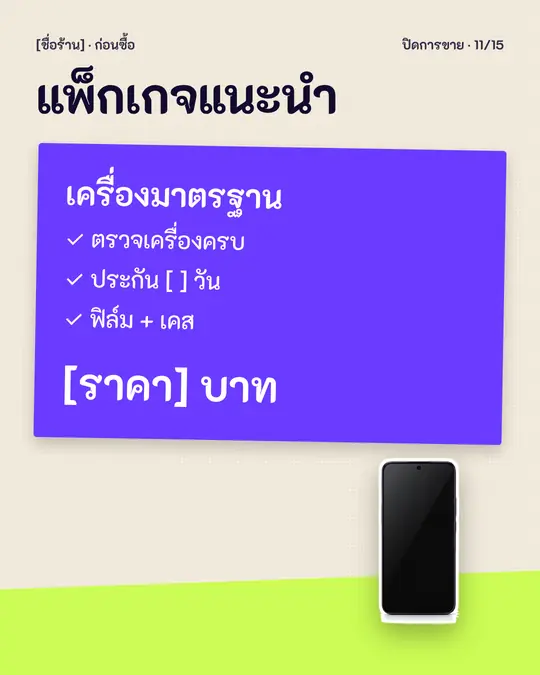 [ชื่อร้าน] · ก่อนซื้อ
ปิดการขาย · 11/15
แพ็กเกจแนะนำ
เครื่องมาตรฐาน
✓ ตรวจเครื่องครบ
✓ ประกัน [ ] วัน
✓ ฟิล์ม + เคส
[ราคา] บาท